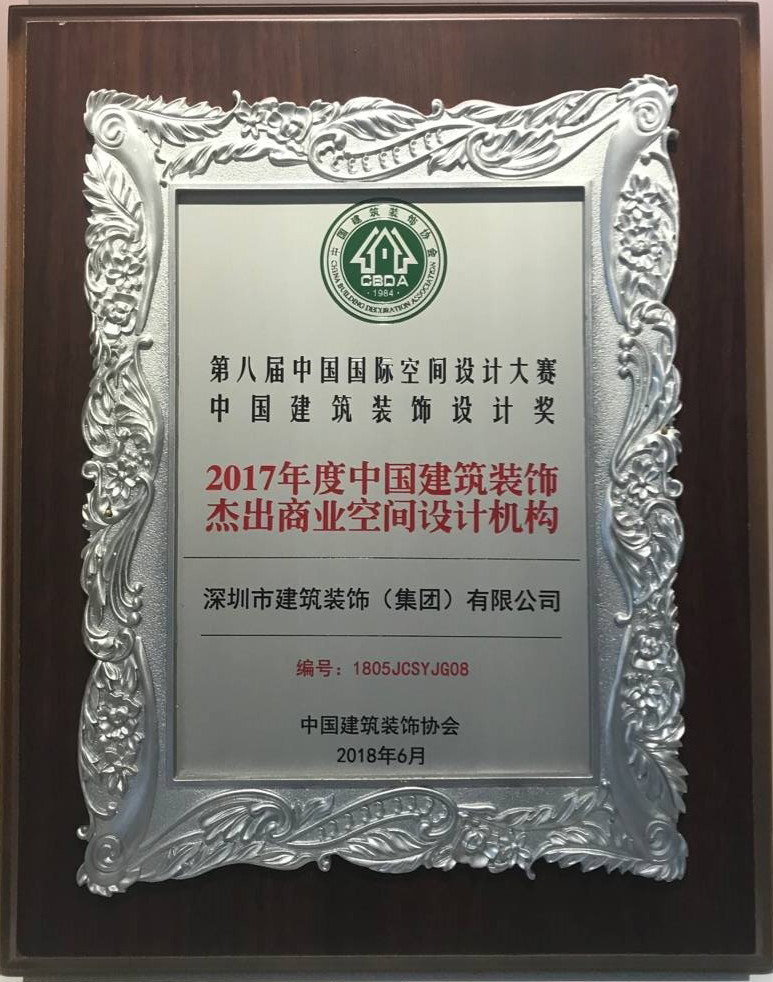 中国建筑装饰协会
CBDA
·1984·
CHINA BUILDING DECORATION ASSOCIATION
第八届中国国际空间设计大赛
中国建筑装饰设计奖
2017年度中国建筑装饰
杰出商业空间设计机构
深圳市建筑装饰（集团）有限公司
编号：1805JCSYJG08
中国建筑装饰协会
2018年6月